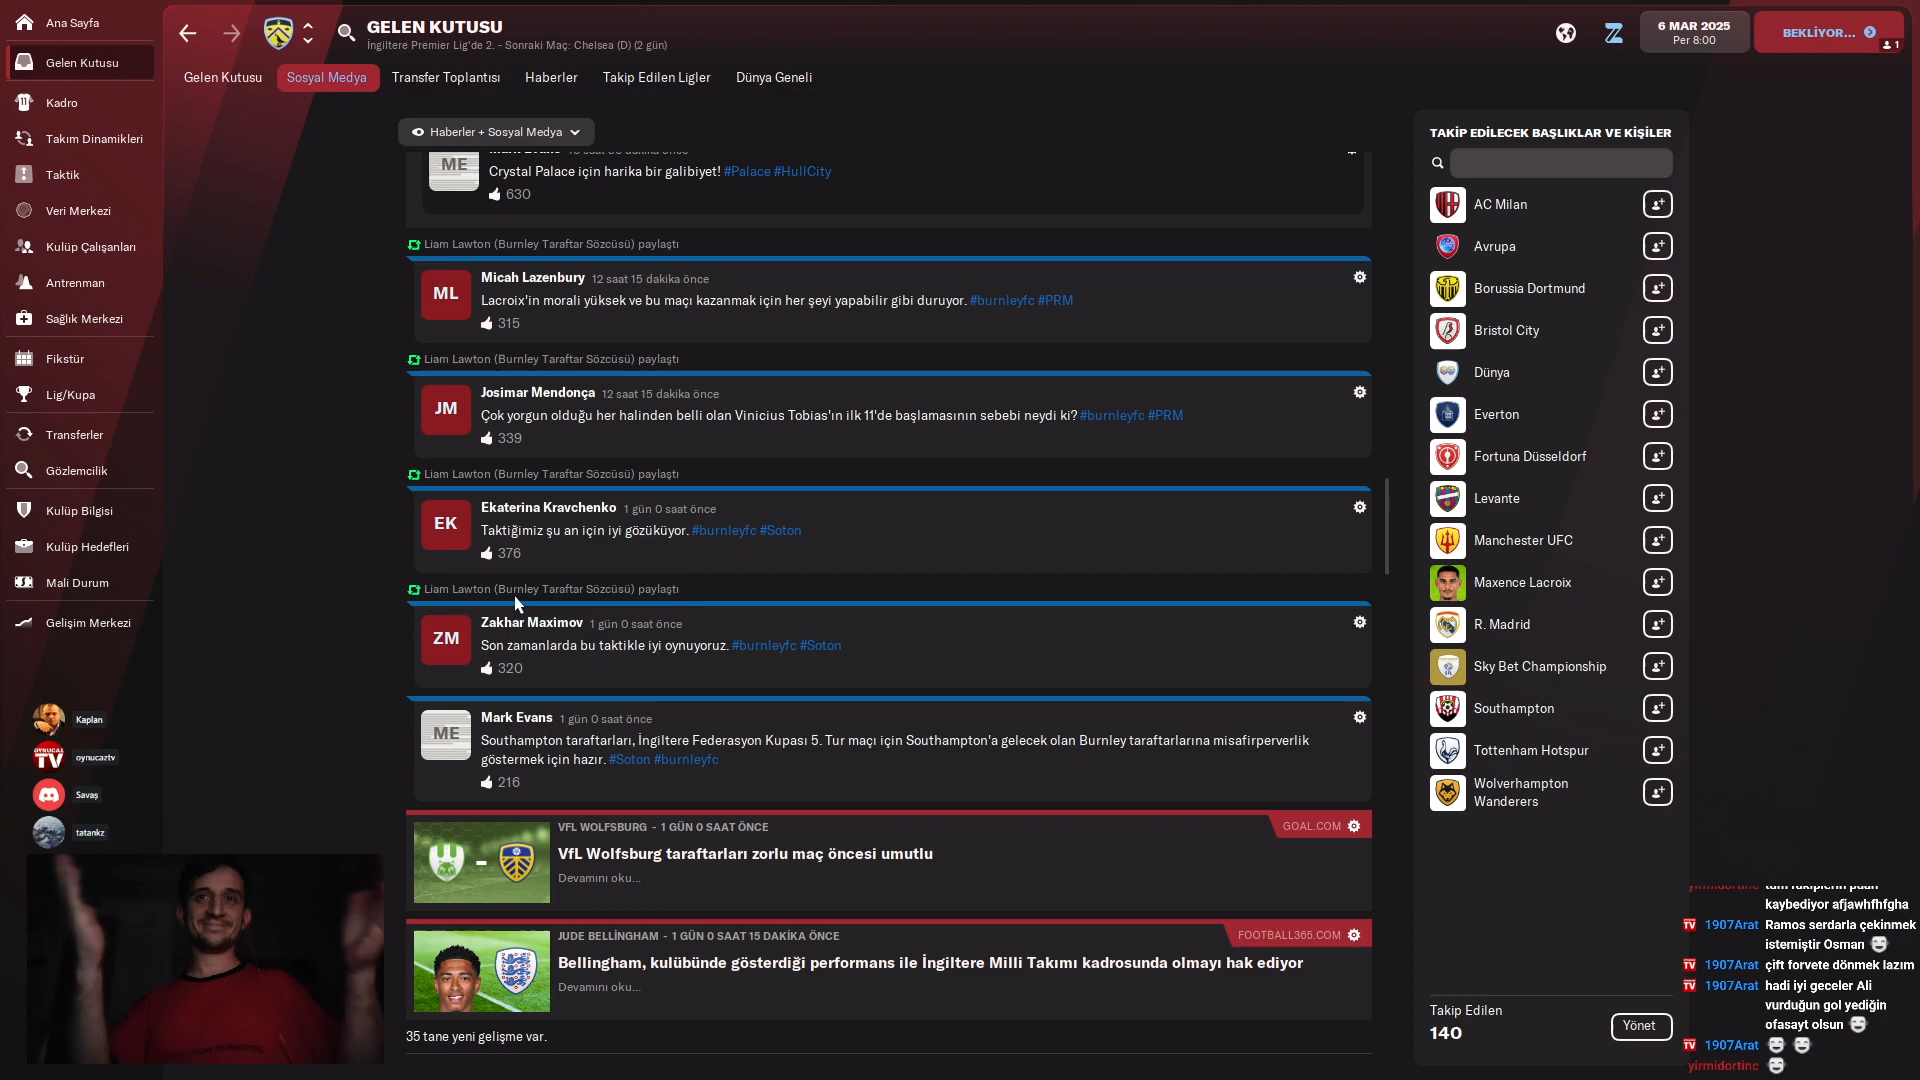 Ana Sayfa
Gelen Kutusu
Kadro
Takım Dinamikleri
Taktik
Veri Merkezi
Kulüp Çalışanları
Antrenman
Sağlık Merkezi
Fikstür
Lig/Kupa
Transferler
Gözlemcilik
Kulüp Bilgisi
Kulüp Hedefleri
Mali Durum
Gelişim Merkezi
Kaplan
OYNUCAZ TV oynucaztv
Savaş
tatankz
GELEN KUTUSU
İngiltere Premier Lig'de 2. - Sonraki Maç: Chelsea (D) (2 gün)
6 MAR 2025
Per 8:00
BEKLİYOR...
1
Gelen Kutusu Sosyal Medya Transfer Toplantısı Haberler Takip Edilen Ligler Dünya Geneli
Haberler + Sosyal Medya
ME
Crystal Palace için harika bir galibiyet! #Palace #HullCity
630
Liam Lawton (Burnley Taraftar Sözcüsü) paylaştı
ML
Micah Lazenbury 12 saat 15 dakika önce
Lacroix'in morali yüksek ve bu maçı kazanmak için her şeyi yapabilir gibi duruyor. #burnleyfc #PRM
315
Liam Lawton (Burnley Taraftar Sözcüsü) paylaştı
JM
Josimar Mendonça 12 saat 15 dakika önce
Çok yorgun olduğu her halinden belli olan Vinicius Tobias'ın ilk 11'de başlamasının sebebi neydi ki? #burnleyfc #PRM
339
Liam Lawton (Burnley Taraftar Sözcüsü) paylaştı
EK
Ekaterina Kravchenko 1 gün 0 saat önce
Taktiğimiz şu an için iyi gözüküyor. #burnleyfc #Soton
376
Liam Lawton (Burnley Taraftar Sözcüsü) paylaştı
ZM
Zakhar Maximov 1 gün 0 saat önce
Son zamanlarda bu taktikle iyi oynuyoruz. #burnleyfc #Soton
320
ME
Mark Evans 1 gün 0 saat önce
Southampton taraftarları, İngiltere Federasyon Kupası 5. Tur maçı için Southampton'a gelecek olan Burnley taraftarlarına misafirperverlik
göstermek için hazır. #Soton #burnleyfc
216
VFL WOLFSBURG - 1 GÜN 0 SAAT ÖNCE
GOAL.COM
VfL Wolfsburg taraftarları zorlu maç öncesi umutlu
Devamını oku...
JUDE BELLİNGHAM - 1 GÜN 0 SAAT 15 DAKİKA ÖNCE
FOOTBALL365.COM
Bellingham, kulübünde gösterdiği performans ile İngiltere Milli Takımı kadrosunda olmayı hak ediyor
Devamını oku...
35 tane yeni gelişme var.
TAKİP EDİLECEK BAŞLIKLAR VE KİŞİLER
AC Milan
Avrupa
Borussia Dortmund
Bristol City
Dünya
Everton
Fortuna Düsseldorf
Levante
Manchester UFC
Maxence Lacroix
R. Madrid
Sky Bet Championship
Southampton
Tottenham Hotspur
Wolverhampton
Wanderers
Takip Edilen
140
Yönet
kaybediyor afjawhfhfgha
TV 1907Arat Ramos serdarla çekinmek
istemiştir Osman
TV 1907Arat çift forvete dönmek lazım
TV 1907Arat hadi iyi geceler Ali
vurduğun gol yediğin
ofasayt olsun
TV 1907Arat
yirmidortinc